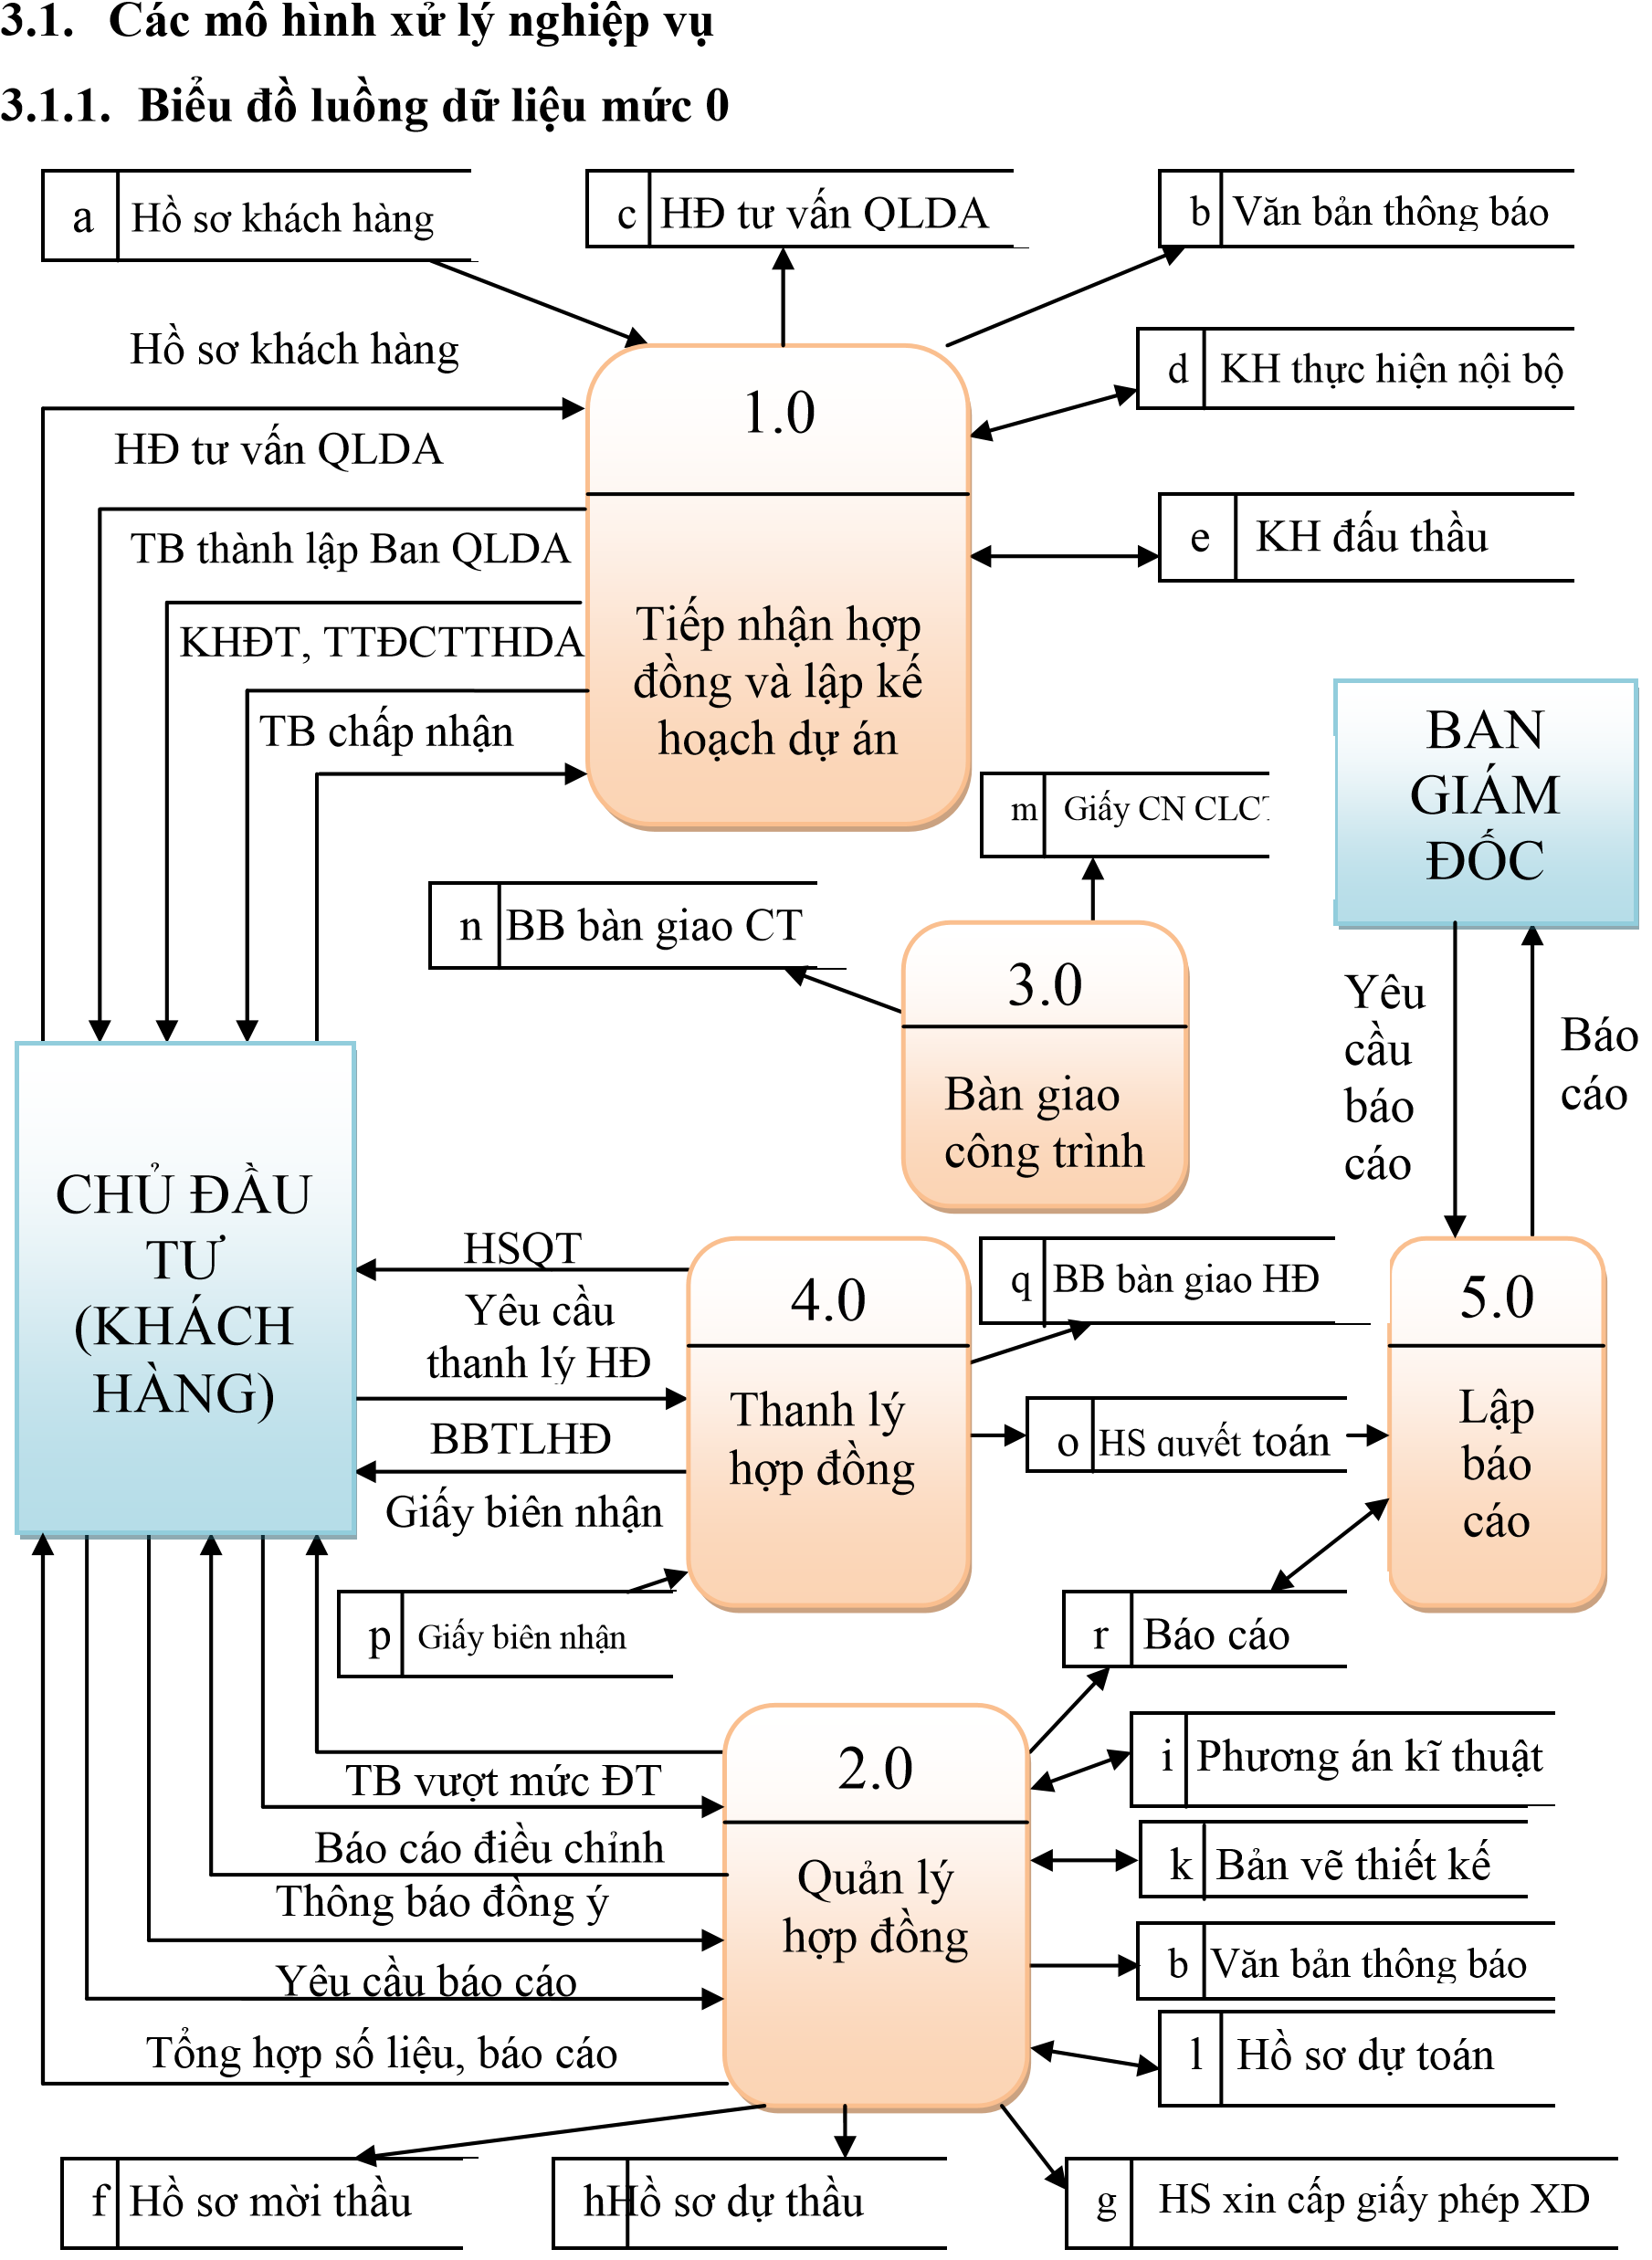 3.1. Các mô hình xử lý nghiệp vụ
3.1.1. Biểu đồ luồng dữ liệu mức 0
a Hồ sơ khách hàng
c HĐ tư vấn QLDA
b Văn bản thông báo
Hồ sơ khách hàng
d KH thực hiện nội bộ
1.0
HĐ tư vấn QLDA
e KH đấu thầu
TB thành lập Ban QLDA
Tiếp nhận hợp
đồng và lập kế
hoạch dự án
KHĐT, TTĐCTTHDA
TB chấp nhận
BAN
GIÁM
ĐỐC
m Giấy CN CLCT
n BB bàn giao CT
3.0
Bàn giao
công trình
Yêu
cầu
báo
cáo
Báo
cáo
CHỦ ĐẦU
TƯ
(KHÁCH
HÀNG)
HSQT
Yêu cầu
thanh lý HĐ
BBTLHĐ
Giấy biên nhận
4.0
Thanh lý
hợp đồng
q BB bàn giao HĐ
o HS quyết toán
5.0
Lập
báo
cáo
p Giấy biên nhận
r Báo cáo
2.0
Quản lý
hợp đồng
i Phương án kĩ thuật
TB vượt mức ĐT
Báo cáo điều chỉnh
k Bản vẽ thiết kế
Thông báo đồng ý
b Văn bản thông báo
Yêu cầu báo cáo
Tổng hợp số liệu, báo cáo
l Hồ sơ dự toán
f Hồ sơ mời thầu
h Hồ sơ dự thầu
g HS xin cấp giấy phép XD